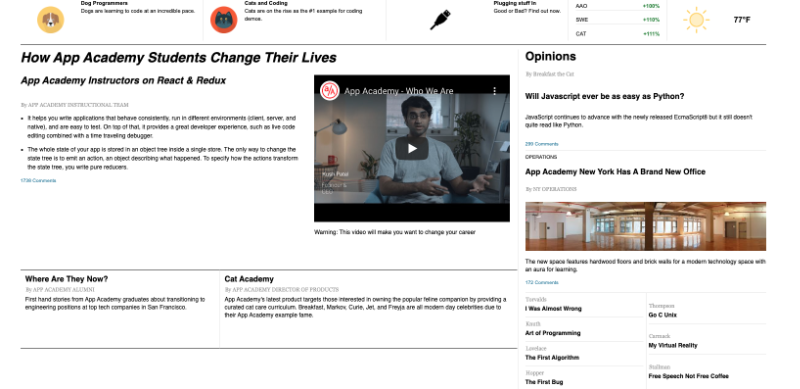 Dog Programmers
Dogs are learning to code at an incredible pace.
Cats and Coding
Cats are on the rise as the #1 example for coding
demos.
Plugging stuff in
Good or Bad? Find out now.
AAO +100%
SWE +110%
CAT +111%
77°F
How App Academy Students Change Their Lives
App Academy Instructors on React & Redux
By APP ACADEMY INSTRUCTIONAL TEAM
It helps you write applications that behave consistently, run in different environments (client, server, and
native), and are easy to test. On top of that, it provides a great developer experience, such as live code
editing combined with a time traveling debugger.
The whole state of your app is stored in an object tree inside a single store. The only way to change the
state tree is to emit an action, an object describing what happened. To specify how the actions transform
the state tree, you write pure reducers.
1738 Comments
App Academy - Who We Are
Kush Patel
Founder &
Warning: This video will make you want to change your career
Where Are They Now?
By APP ACADEMY ALUMNI
First hand stories from App Academy graduates about transitioning to
engineering positions at top tech companies in San Francisco.
Cat Academy
By APP ACADEMY DIRECTOR OF PRODUCTS
App Academy's latest product targets those interested in owning the popular feline companion by providing a
curated cat care curriculum. Breakfast, Markov, Curie, Jet, and Freyja are all modern day celebrities due to
their App Academy example fame.
Opinions
By Breakfast the Cat
Will Javascript ever be as easy as Python?
JavaScript continues to advance with the newly released EcmaScript8 but it still doesn't
quite read like Python.
290 Comments
OPERATIONS
App Academy New York Has A Brand New Office
By NY OPERATIONS
The new space features hardwood floors and brick walls for a modern technology space with
an aura for learning.
172 Comments
Torvalds
I Was Almost Wrong
Knuth
Art of Programming
Lovelace
The First Algorithm
Hopper
The First Bug
Thompson
Go C Unix
Carmack
My Virtual Reality
Stallman
Free Speech Not Free Coffee